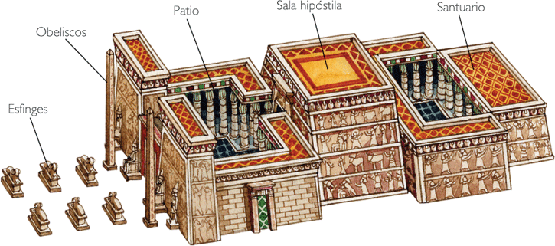 Patio
Sala hipóstila
Santuario
Obeliscos
Esfinges